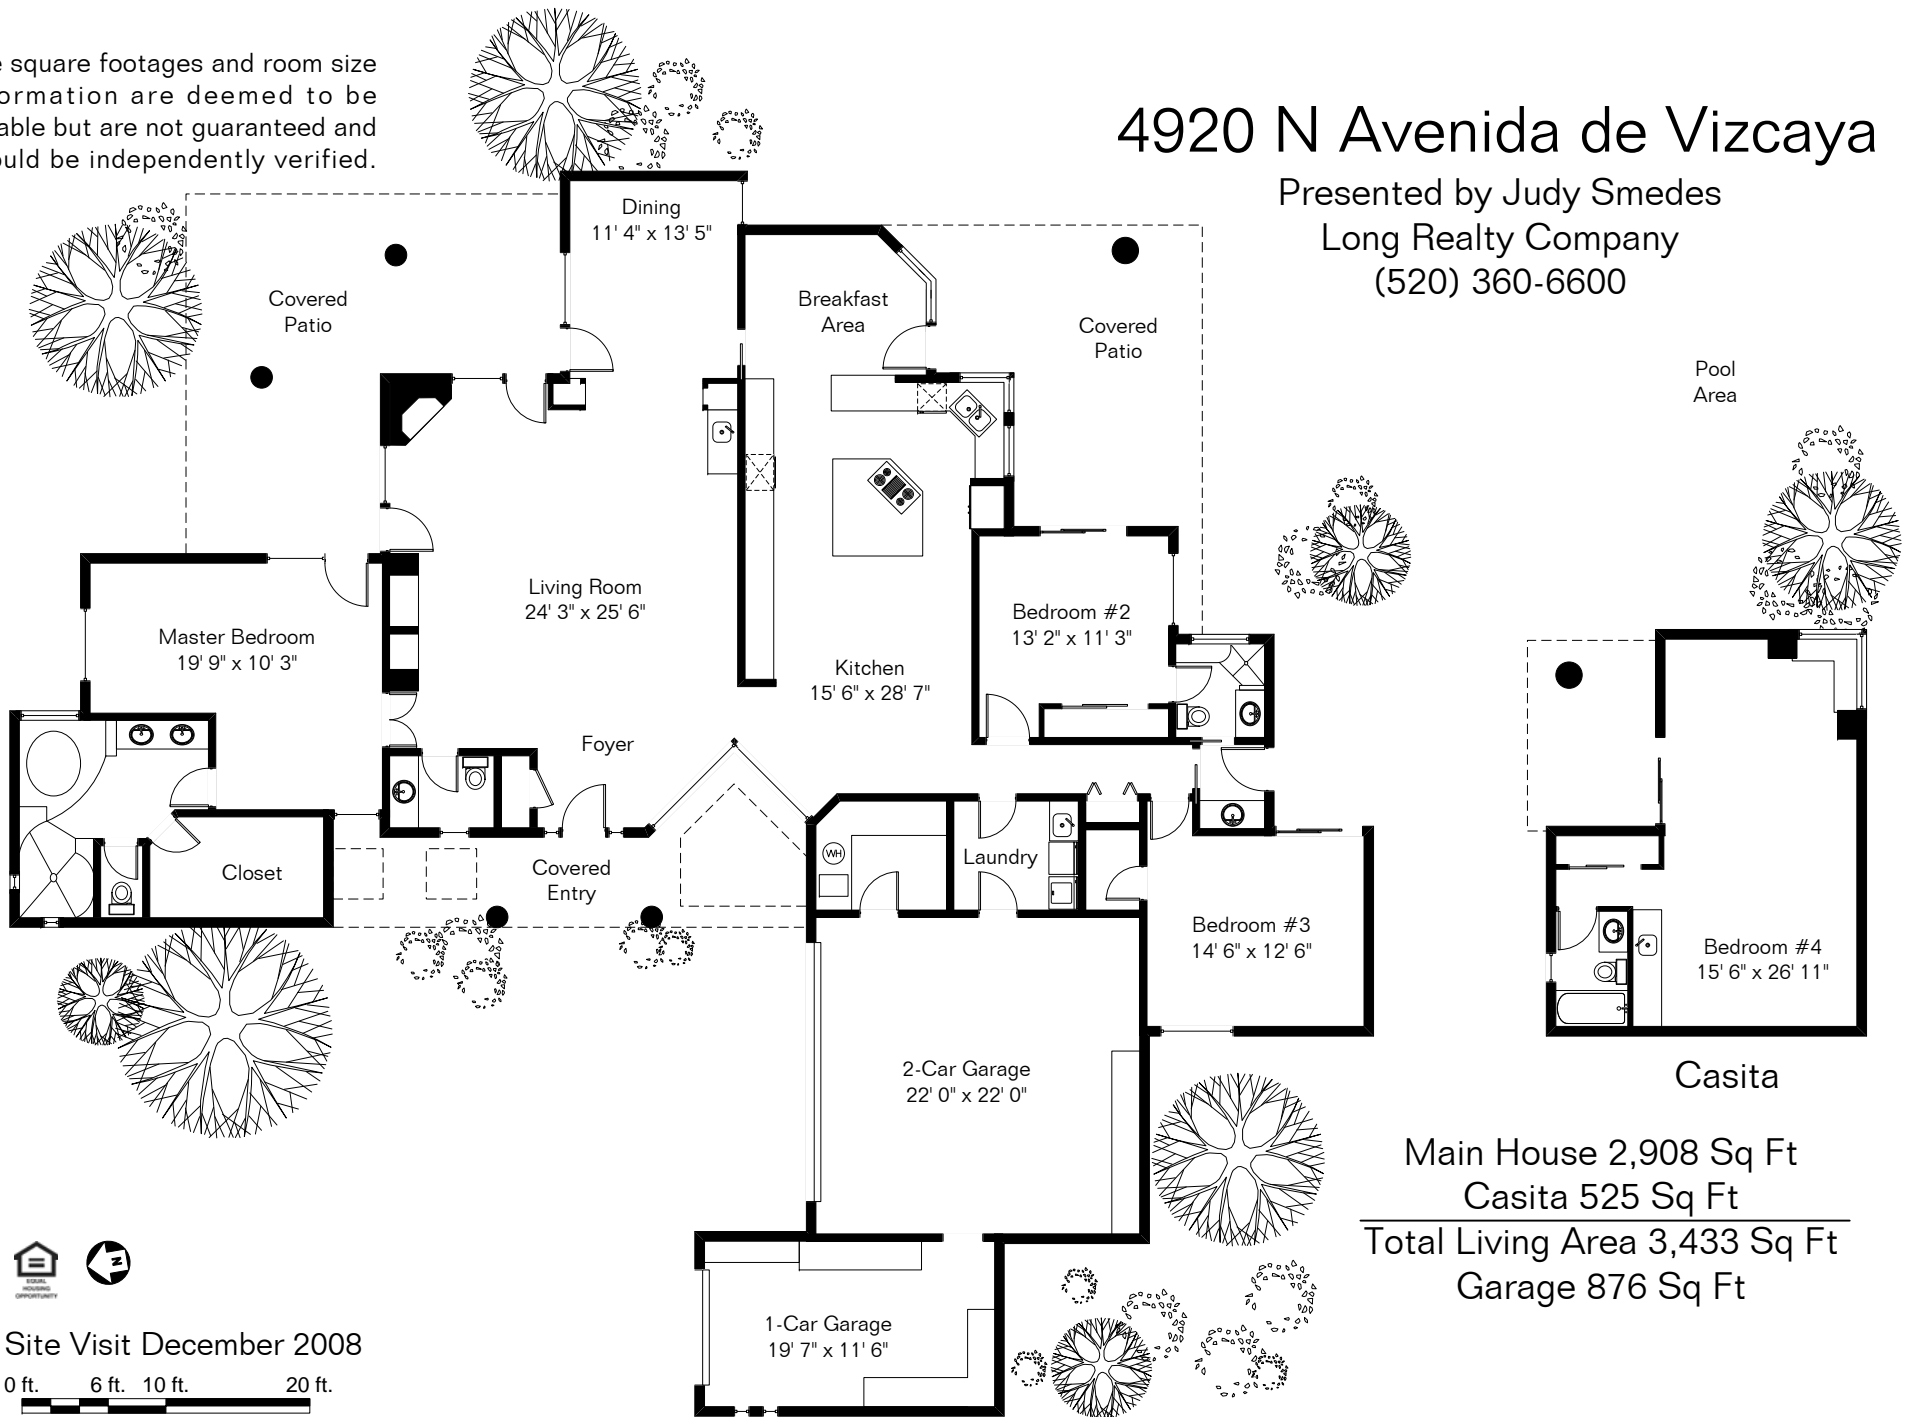 square footages and room size
are deemed to be
but are not guaranteed and
be independently verified.
4920 N Avenida de Vizcaya
Presented by Judy Smedes
Long Realty Company
(520) 360-6600
Dining
11' 4" x 13' 5"
Covered
Patio
Breakfast
Area
Covered
Patio
Pool
Area
Living Room
24' 3" x 25' 6"
Master Bedroom
19' 9" x 10' 3"
Bedroom #2
13' 2" x 11' 3"
Kitchen
15' 6" x 28' 7"
Foyer
Closet
Covered
Entry
WH
Laundry
Bedroom #3
14' 6" x 12' 6"
Bedroom #4
15' 6" x 26' 11"
2-Car Garage
22' 0" x 22' 0"
Casita
Main House 2,908 Sq Ft
Casita 525 Sq Ft
Total Living Area 3,433 Sq Ft
Garage 876 Sq Ft
1-Car Garage
19' 7" x 11' 6"
N
EQUAL
HOUSING
OPPORTUNITY
Site Visit December 2008
0 ft. 6 ft. 10 ft. 20 ft.